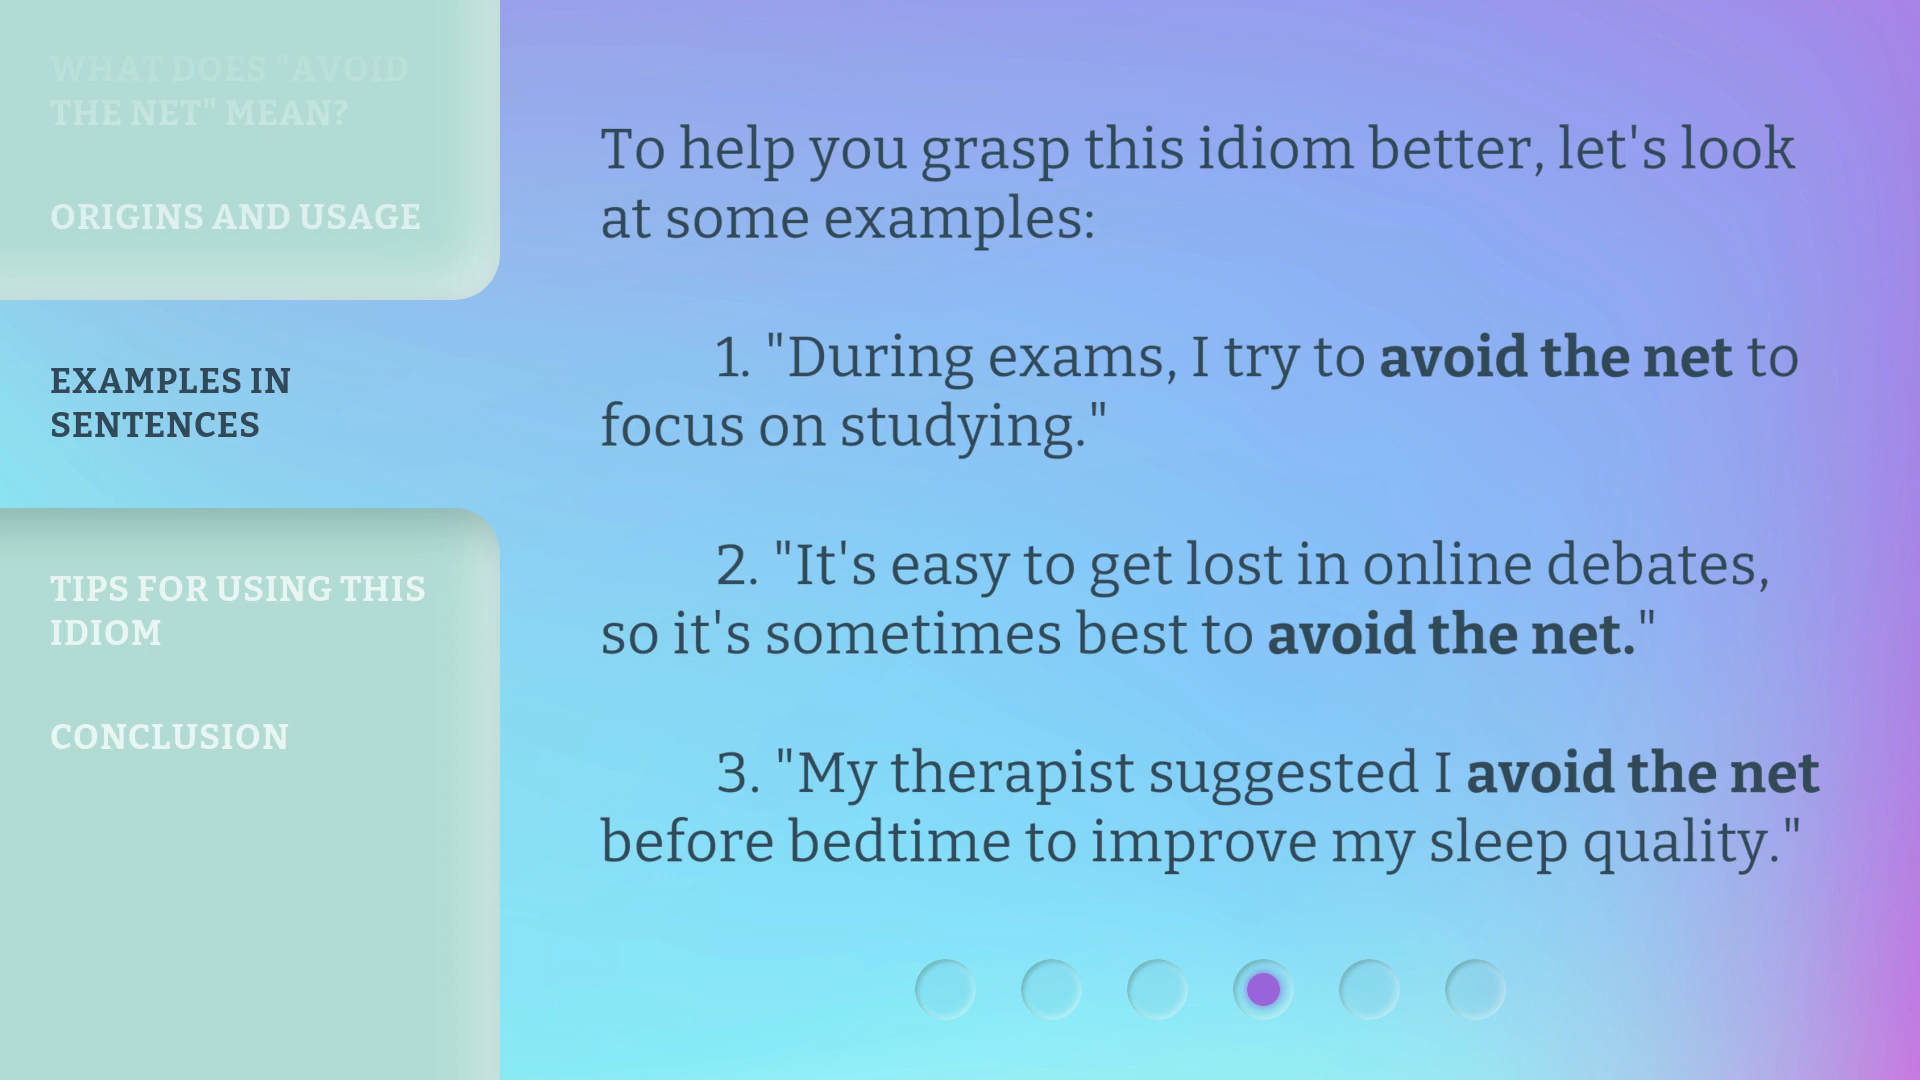 WHAT DOES "AVOID
THE NET" MEAN?
ORIGINS AND USAGE
EXAMPLES IN
SENTENCES
TIPS FOR USING THIS
IDIOM
CONCLUSION
To help you grasp this idiom better, let's look
at some examples:
1. "During exams, I try to avoid the net to
focus on studying."
2. "It's easy to get lost in online debates,
so it's sometimes best to avoid the net."
3. "My therapist suggested I avoid the net
before bedtime to improve my sleep quality."